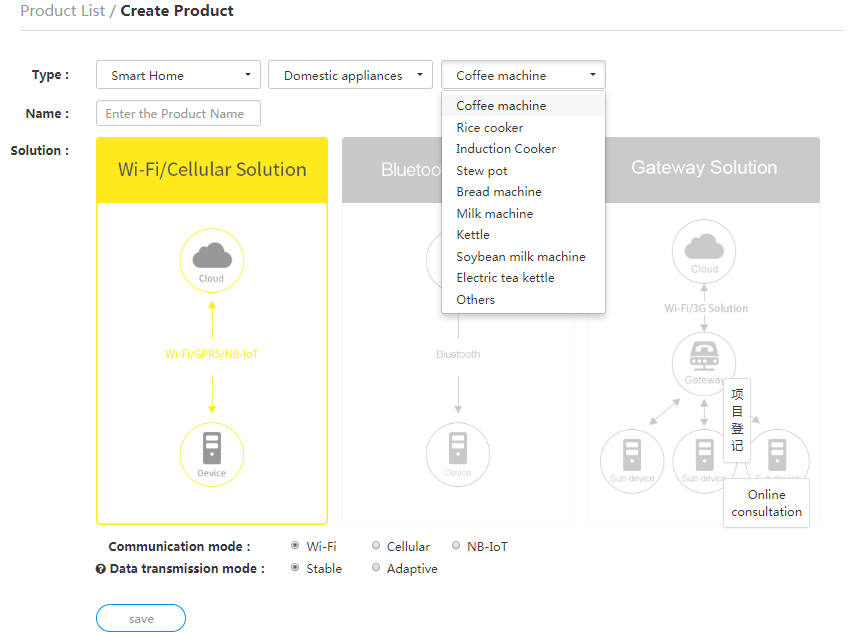 Product List / Create Product
Type : Smart Home Domestic appliances Coffee machine
Coffee machine
Rice cooker
Induction Cooker
Stew pot
Bread machine
Milk machine
Kettle
Soybean milk machine
Electric tea kettle
Others
Name : Enter the Product Name
Solution :
Wi-Fi/Cellular Solution
Cloud
Wi-Fi/GPRS/NB-IoT
Device
Bluetoo
Bluetooth
Device
Gateway Solution
Cloud
Wi-Fi/3G Solution
Gateway
Sub device Sub device Sub device
项
目
登
记
Online
consultation
Communication mode : Wi-Fi Cellular NB-IoT
Data transmission mode : Stable Adaptive
save